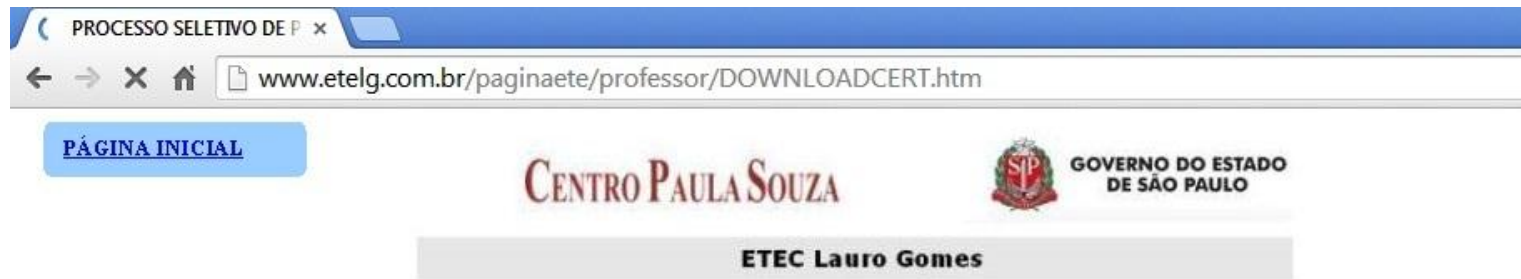 PROCESSO SELETIVO DE P
www.etelg.com.br/paginaete/professor/DOWNLOADCERT.htm
PÁGINA INICIAL
CENTRO PAULA SOUZA
SP
GOVERNO DO ESTADO
DE SÃO PAULO
ETEC Lauro Gomes